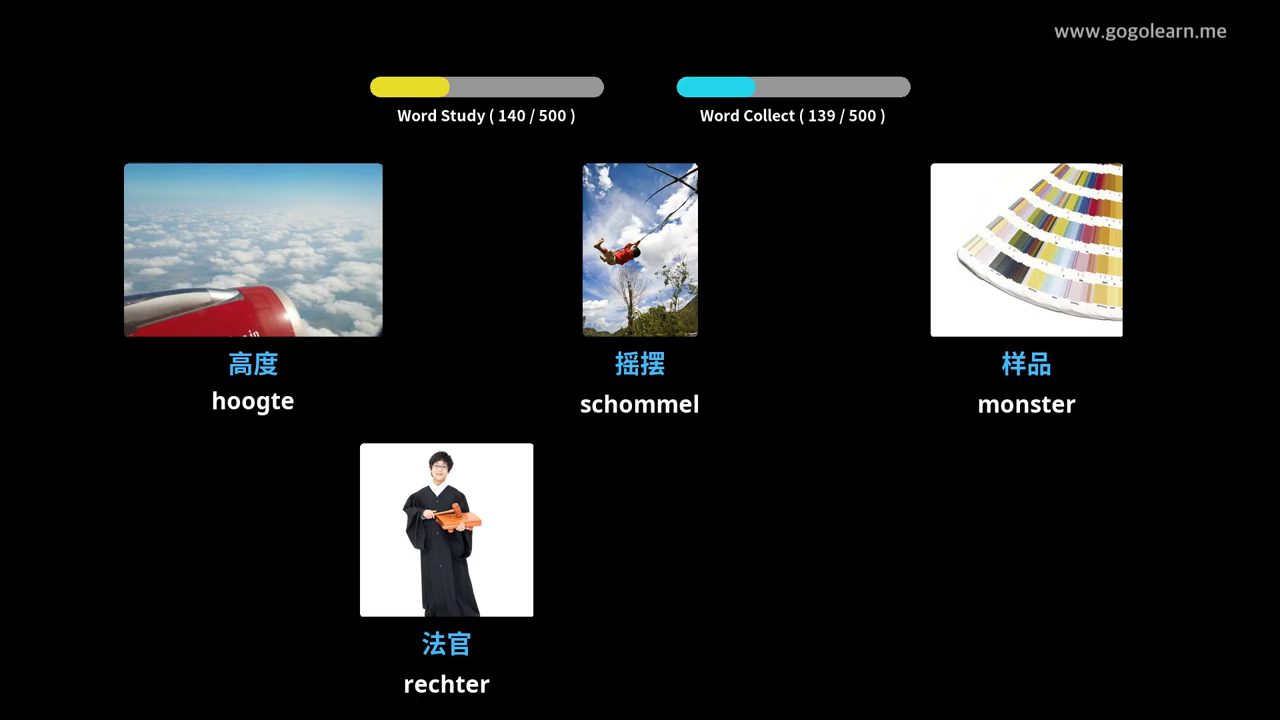 www.gogolearn.me
Word Study ( 140 / 500 )
Word Collect ( 139 / 500 )
高度
hoogte
摇摆
schommel
样品
monster
法官
rechter